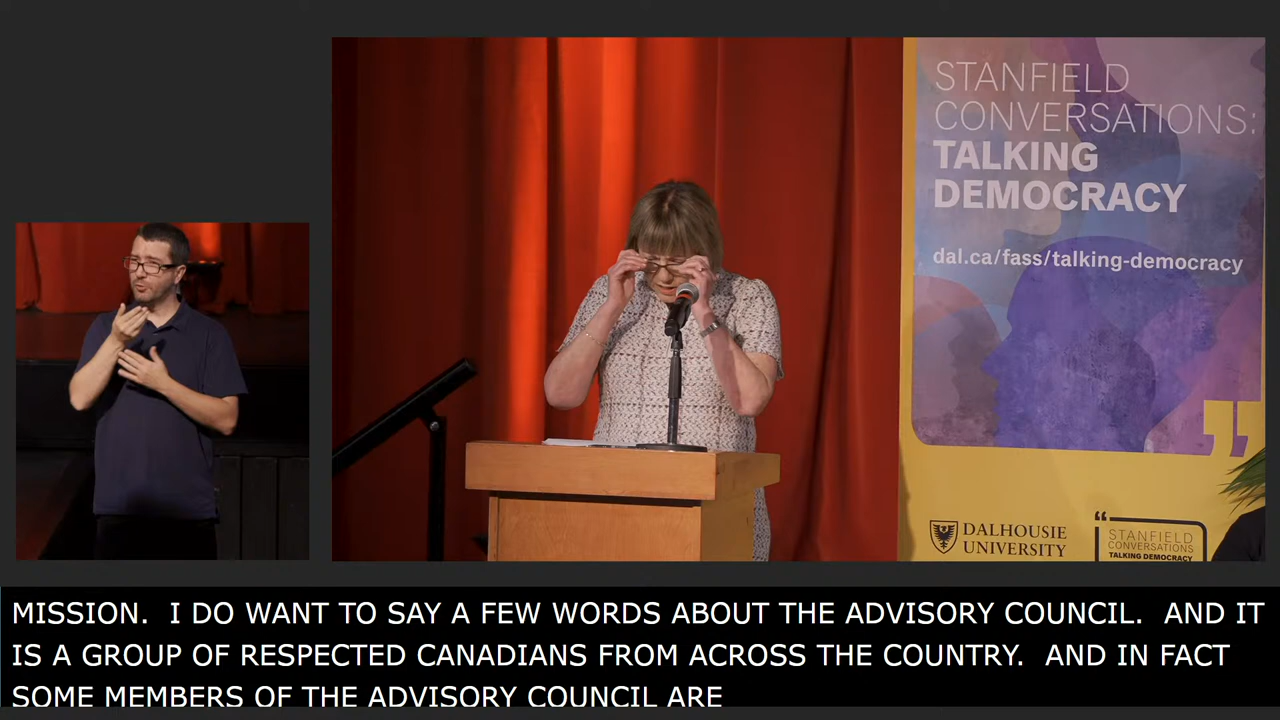 STANFIELD
CONVERSATIONS:
TALKING
DEMOCRACY
dal.ca/fass/talking-democracy
DALHOUSIE
UNIVERSITY
STANFIELD
CONVERSATIONS
TALKING DEMOCRACY
MISSION.  I DO WANT TO SAY A FEW WORDS ABOUT THE ADVISORY COUNCIL.  AND IT
IS A GROUP OF RESPECTED CANADIANS FROM ACROSS THE COUNTRY.  AND IN FACT
SOME MEMBERS OF THE ADVISORY COUNCIL ARE